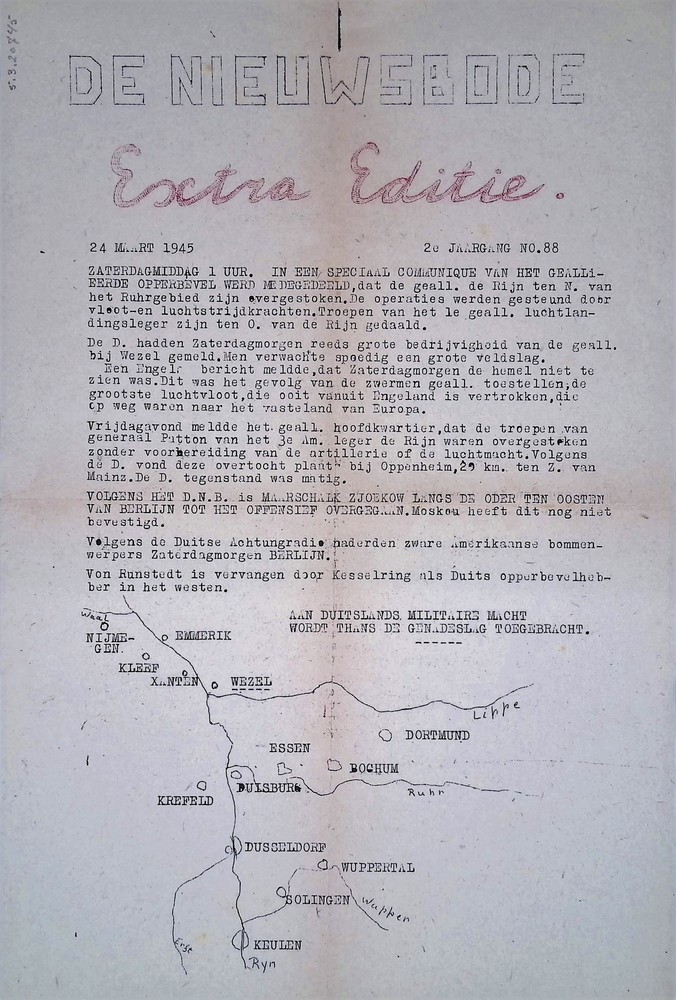 DE NIEUWSBODE
Extra Editie.
24 MAART 1945 2e JAARGANG NO.88
ZATERDAGMIDDAG 1 UUR. IN EEN SPECIAAL COMMUNIQUE VAN HET GEALLI-
EERDE OPPERBEVEL WERD MEDEGEDEELD,dat de geall. de Rijn ten N. van
het Ruhrgebied zijn overgestoken.De operaties werden gesteund door
vloot-en luchtstrijdkrachten.Troepen van het 1e geall. luchtlan-
dingsleger zijn ten O. van de Rijn gedaald.
De D. hadden Zaterdagmorgen reeds grote bedrijvigheid van de geall.
bij Wezel gemeld.Men verwachte spoedig een grote veldslag.
Een Engels bericht meldde,dat Zaterdagmorgen de hemel niet te
zien was.Dit was het gevolg van de zwermen geall. toestellen;de
grootste luchtvloot,die ooit vanuit Engeland is vertrokken,die
op weg waren naar het vasteland van Europa.
Vrijdagavond meldde het geall. hoofdkwartier,dat de troepen van
generaal Patton van het 3e Am. leger de Rijn waren overgestoken
zonder voorbereiding van de artillerie of de luchtmacht.Volgens
de D. vond deze overtocht plaats bij Oppenheim, km. ten Z. van
Mainz.De D. tegenstand was matig.
VOLGENS HET D.N.B. is MAARSCHALK ZJOEKOW LANGS DE ODER TEN OOSTEN
VAN BERLIJN TOT HET OFFENSIEF OVERGEGAAN.Moskou heeft dit nog niet
bevestigd.
Volgens de Duitse Achtungradio naderden zware Amerikaanse bommen-
werpers Zaterdagmorgen BERLIJN.
Von Runstedt is vervangen door Kesselring als Duits opperbevelheb-
ber in het westen.
AAN DUITSLANDS MILITAIRE MACHT
WORDT THANS DE GENADESLAG TOEGEBRACHT.
Waal
NIJME-
GEN.
EMMERIK
KLEEF
XANTEN
WEZEL
Lippe
DORTMUND
ESSEN
BOCHUM
DUISBURG
Ruhr
KREFELD
DUSSELDORF
WUPPERTAL
SOLINGEN
Wuppen
KEULEN
Erft
Ryn